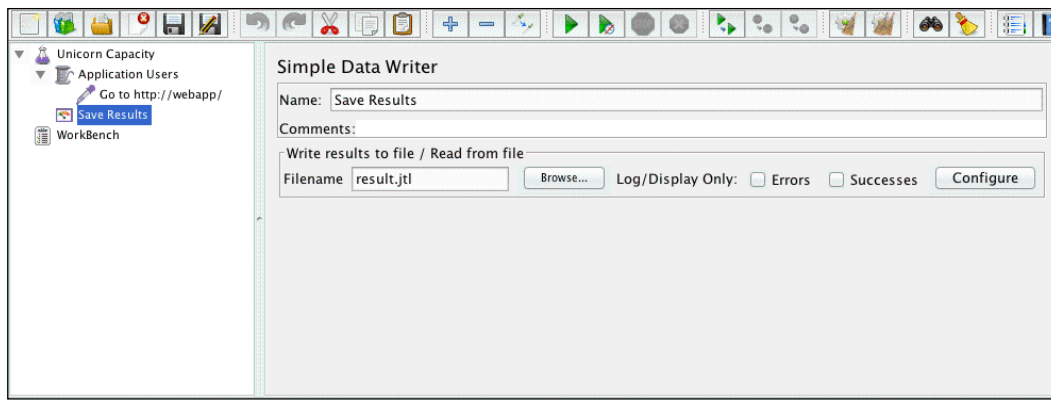 Unicorn Capacity
Application Users
Go to http://webapp/
Save Results
WorkBench
Simple Data Writer
Name: Save Results
Comments:
Write results to file / Read from file
Filename result.jtl Browse... Log/Display Only: Errors Successes Configure